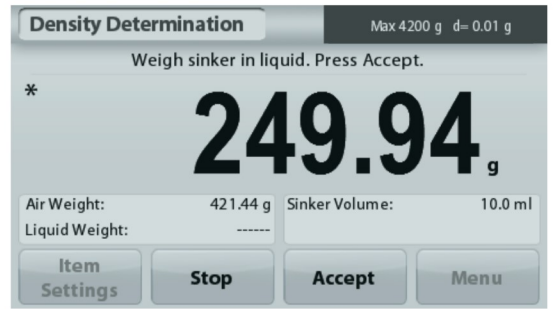 Density Determination Max 4200 g d= 0.01 g
Weigh sinker in liquid. Press Accept.
* 249.94 g
Air Weight: 421.44 g Sinker Volume: 10.0 ml
Liquid Weight: ------
Item Settings Stop Accept Menu